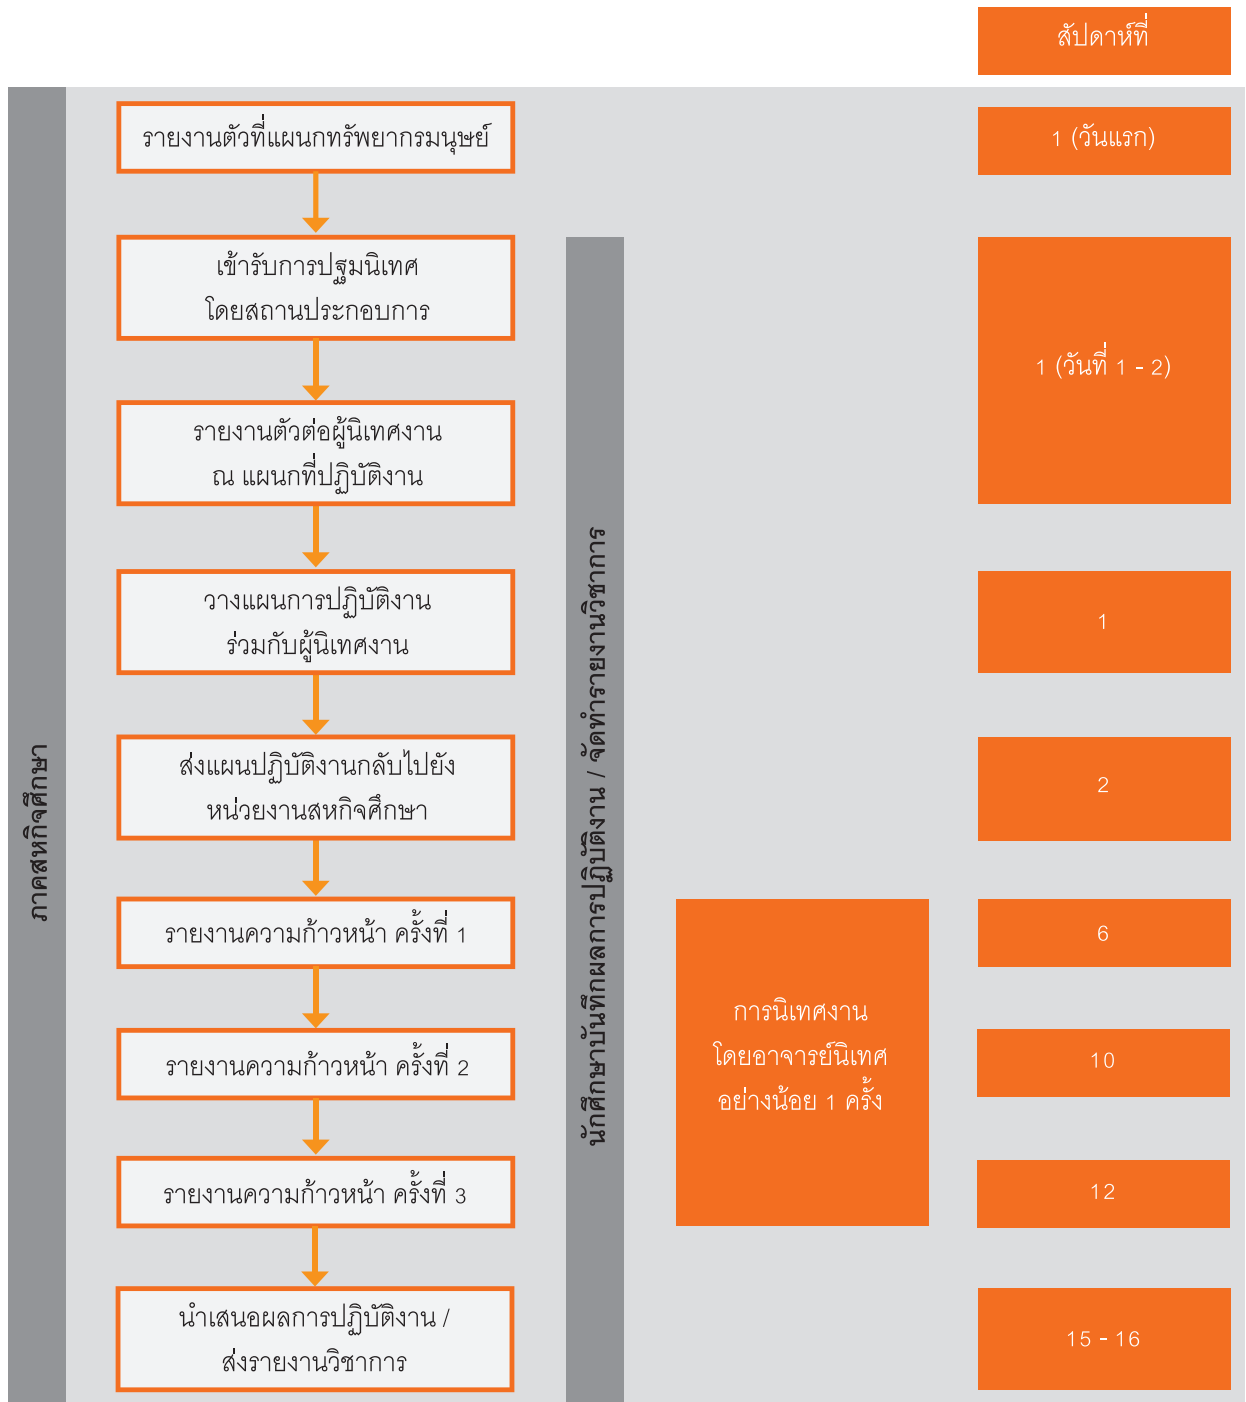 สัปดาห์ที่
รายงานตัวที่แผนกทรัพยากรมนุษย์
1 (วันแรก)
เข้ารับการปฐมนิเทศ
โดยสถานประกอบการ
1 (วันที่ 1 - 2)
รายงานตัวต่อผู้นิเทศงาน
ณ แผนกที่ปฏิบัติงาน
วางแผนการปฏิบัติงาน
ร่วมกับผู้นิเทศงาน
1
ส่งแผนปฏิบัติงานกลับไปยัง
หน่วยงานสหกิจศึกษา
2
รายงานความก้าวหน้า ครั้งที่ 1
6
รายงานความก้าวหน้า ครั้งที่ 2
10
รายงานความก้าวหน้า ครั้งที่ 3
12
นำเสนอผลการปฏิบัติงาน /
ส่งรายงานวิชาการ
15 - 16
การนิเทศงาน
โดยอาจารย์นิเทศ
อย่างน้อย 1 ครั้ง
ภาคสหกิจศึกษา
นักศึกษาบันทึกผลการปฏิบัติงาน / จัดทำรายงานวิชาการ